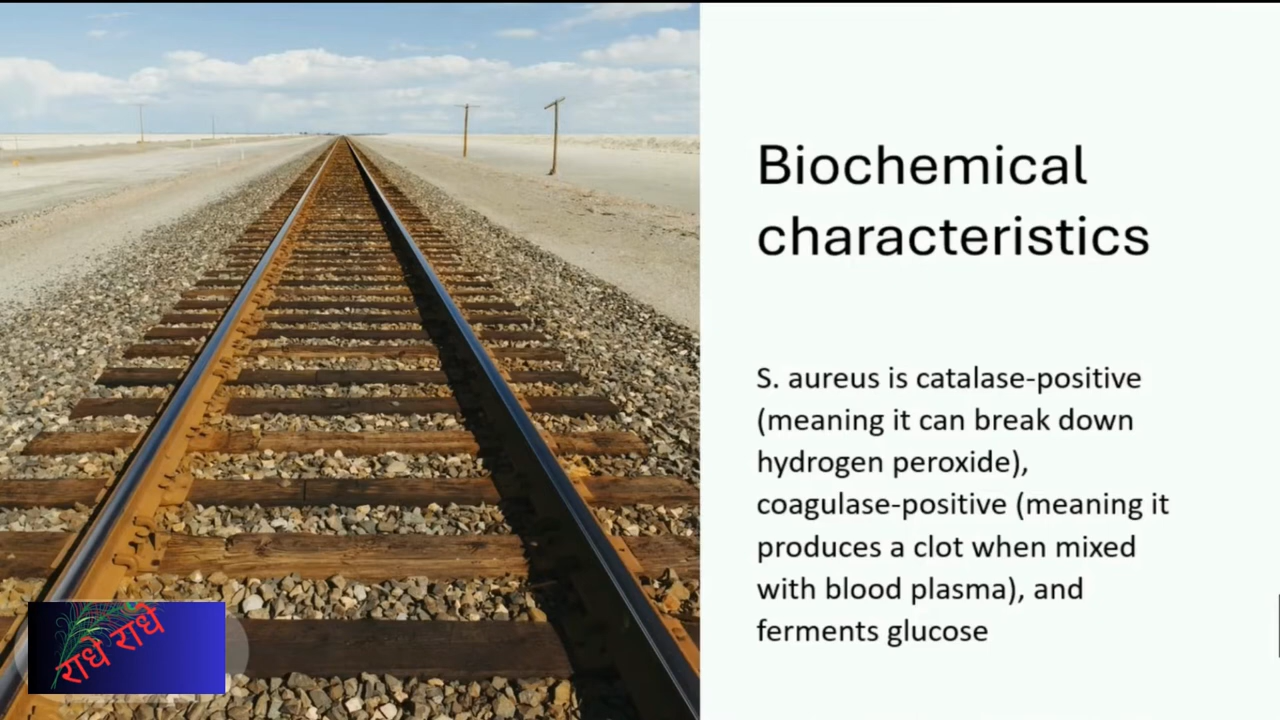 Biochemical
characteristics
S. aureus is catalase-positive
(meaning it can break down
hydrogen peroxide),
coagulase-positive (meaning it
produces a clot when mixed
with blood plasma), and
ferments glucose
राधे राधे